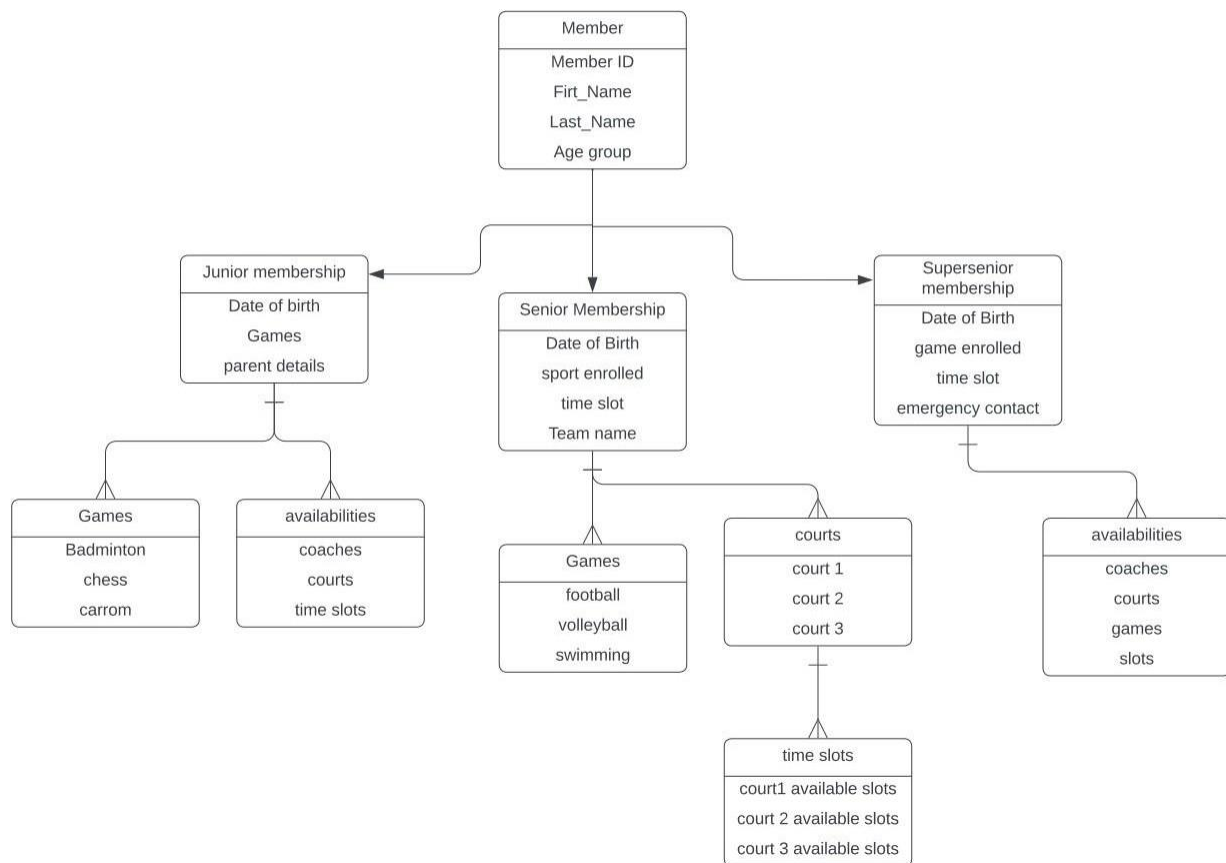 Member
Member ID
Firt_Name
Last_Name
Age group
Junior membership
Date of birth
Games
parent details
Senior Membership
Date of Birth
sport enrolled
time slot
Team name
Supersenior
membership
Date of Birth
game enrolled
time slot
emergency contact
Games
Badminton
chess
carrom
availabilities
coaches
courts
time slots
Games
football
volleyball
swimming
courts
court 1
court 2
court 3
availabilities
coaches
courts
games
slots
time slots
court1 available slots
court 2 available slots
court 3 available slots